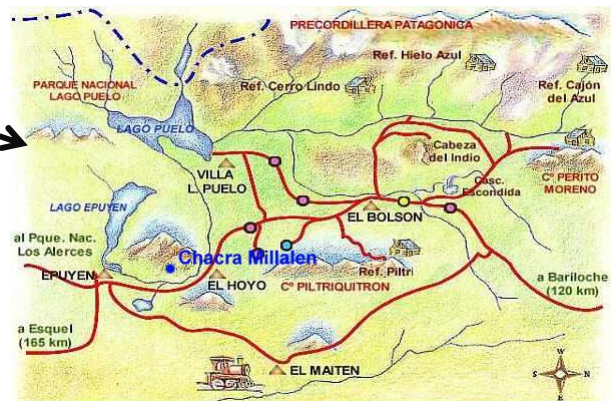 PRECORDILLERA PATAGONICA
Ref. Hielo Azul
Ref. Cerro Lindo
Ref. Cajón
del Azul
PARQUE NACIONAL
LAGO PUELO
LAGO PUELO
Cabeza
del Indio
VILLA
L. PUELO
Casc.
Escondida
Cº PERITO
MORENO
LAGO EPUYEN
EL BOLSON
al Pque. Nac.
Los Alerces
Chacra Millalen
EPUYEN
EL HOYO
Cº PILTRIQUITRON
Ref. Piltri
a Bariloche
(120 km)
a Esquel
(165 km)
EL MAITEN
W
S
N
E